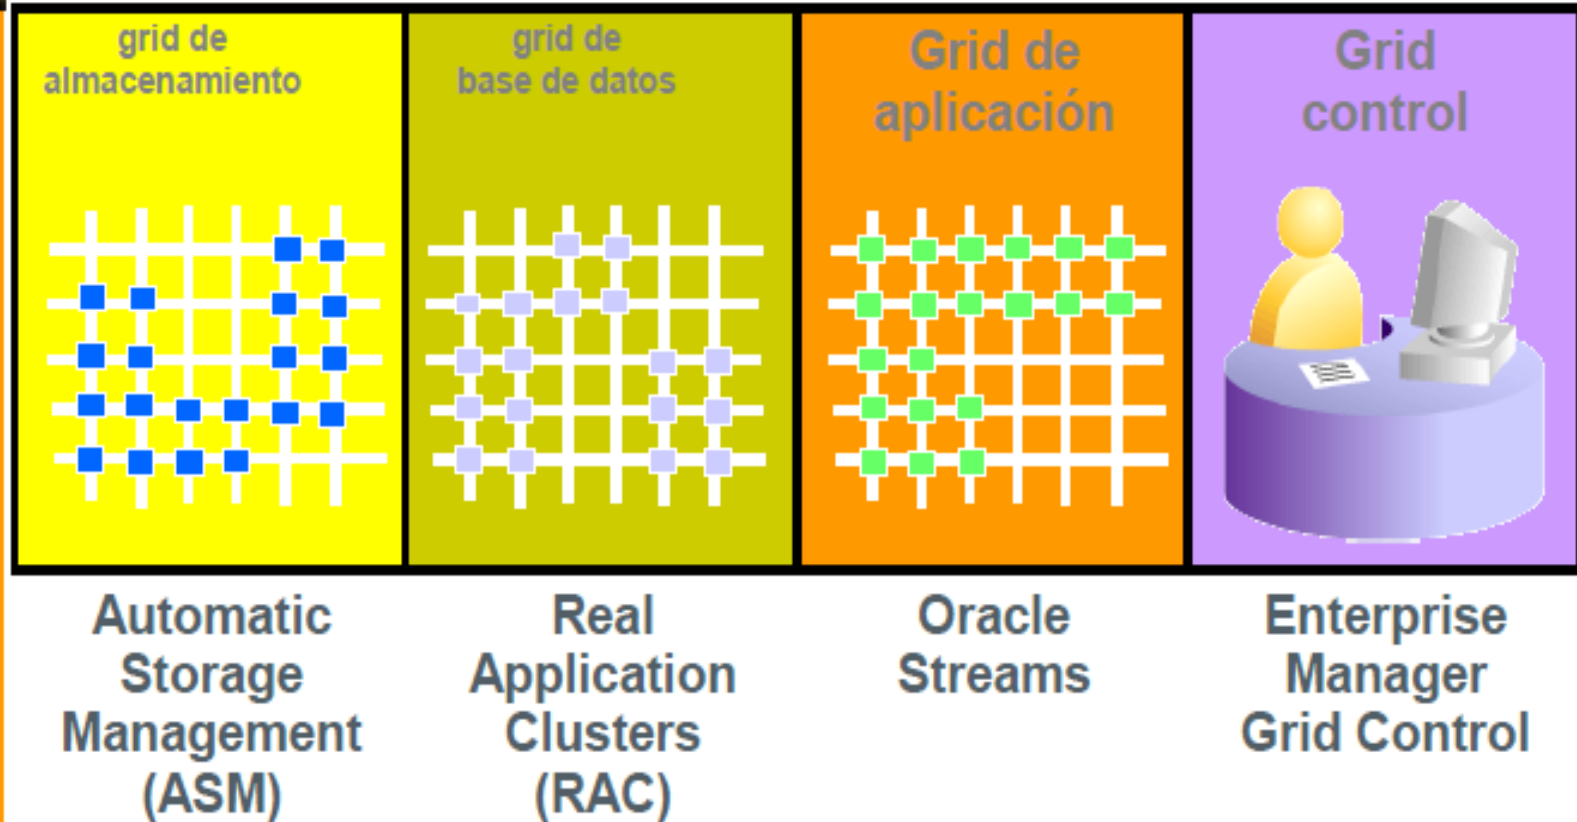 grid de
almacenamiento
grid de
base de datos
Grid de
aplicación
Grid
control
Automatic
Storage
Management
(ASM)
Real
Application
Clusters
(RAC)
Oracle
Streams
Enterprise
Manager
Grid Control